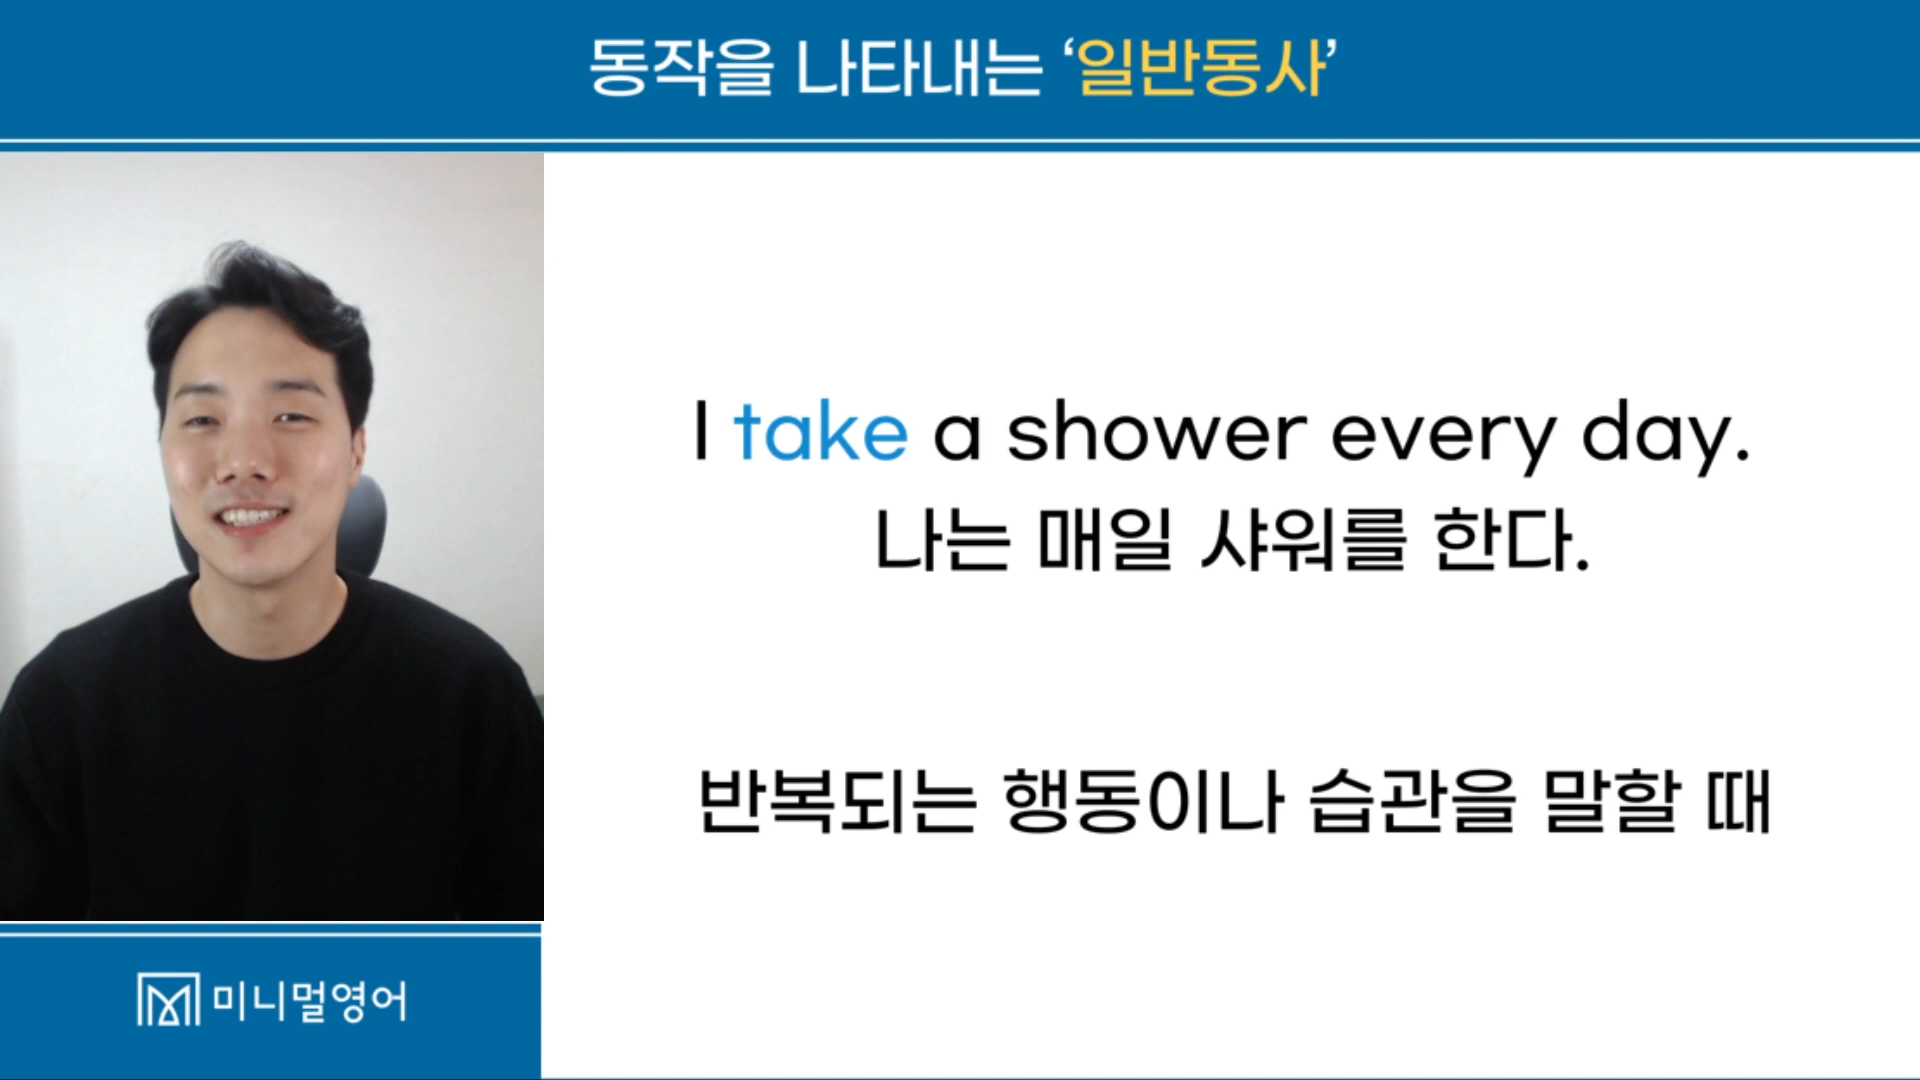 동작을 나타내는 ‘일반동사’
I take a shower every day.
나는 매일 샤워를 한다.
반복되는 행동이나 습관을 말할 때
미니멀영어